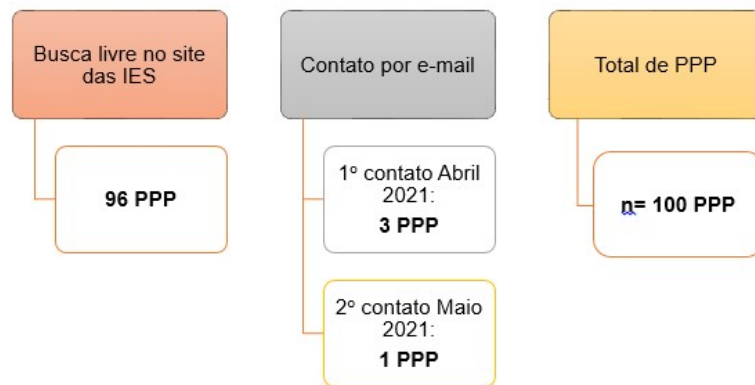 Busca livre no site
das IES
96 PPP
Contato por e-mail
1º contato Abril
2021:
3 PPP
2º contato Maio
2021:
1 PPP
Total de PPP
n= 100 PPP